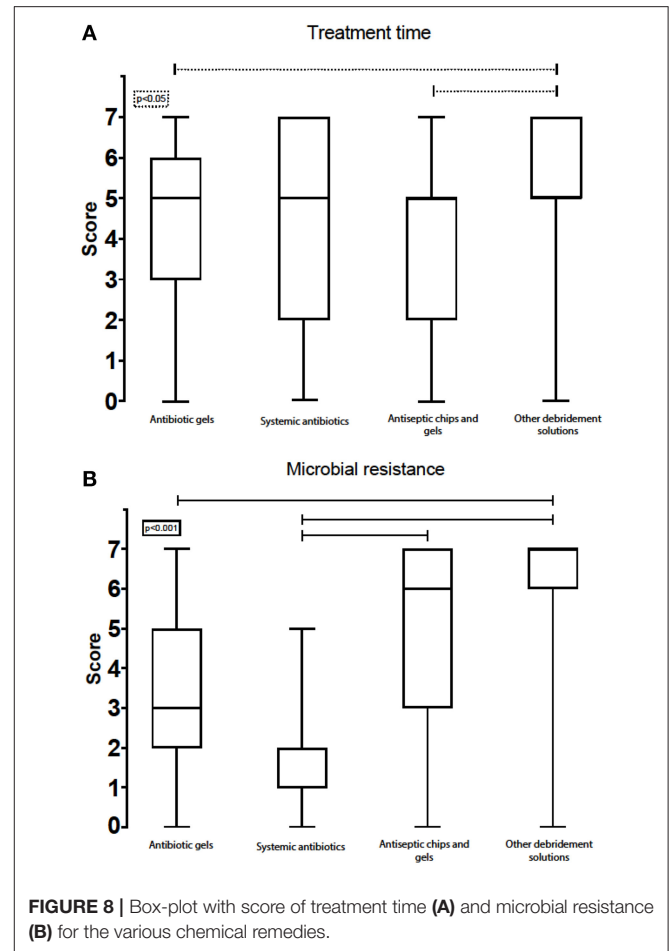 A
Treatment time
p<0.05
Score
7
6
5
4
3
2
1
0
Antibiotic gels
Systemic antibiotics
Antiseptic chips and
gels
Other debridement
solutions
B
Microbial resistance
p<0.001
Score
7
6
5
4
3
2
1
0
Antibiotic gels
Systemic antibiotics
Antiseptic chips and
gels
Other debridement
solutions
FIGURE 8 | Box-plot with score of treatment time (A) and microbial resistance
(B) for the various chemical remedies.